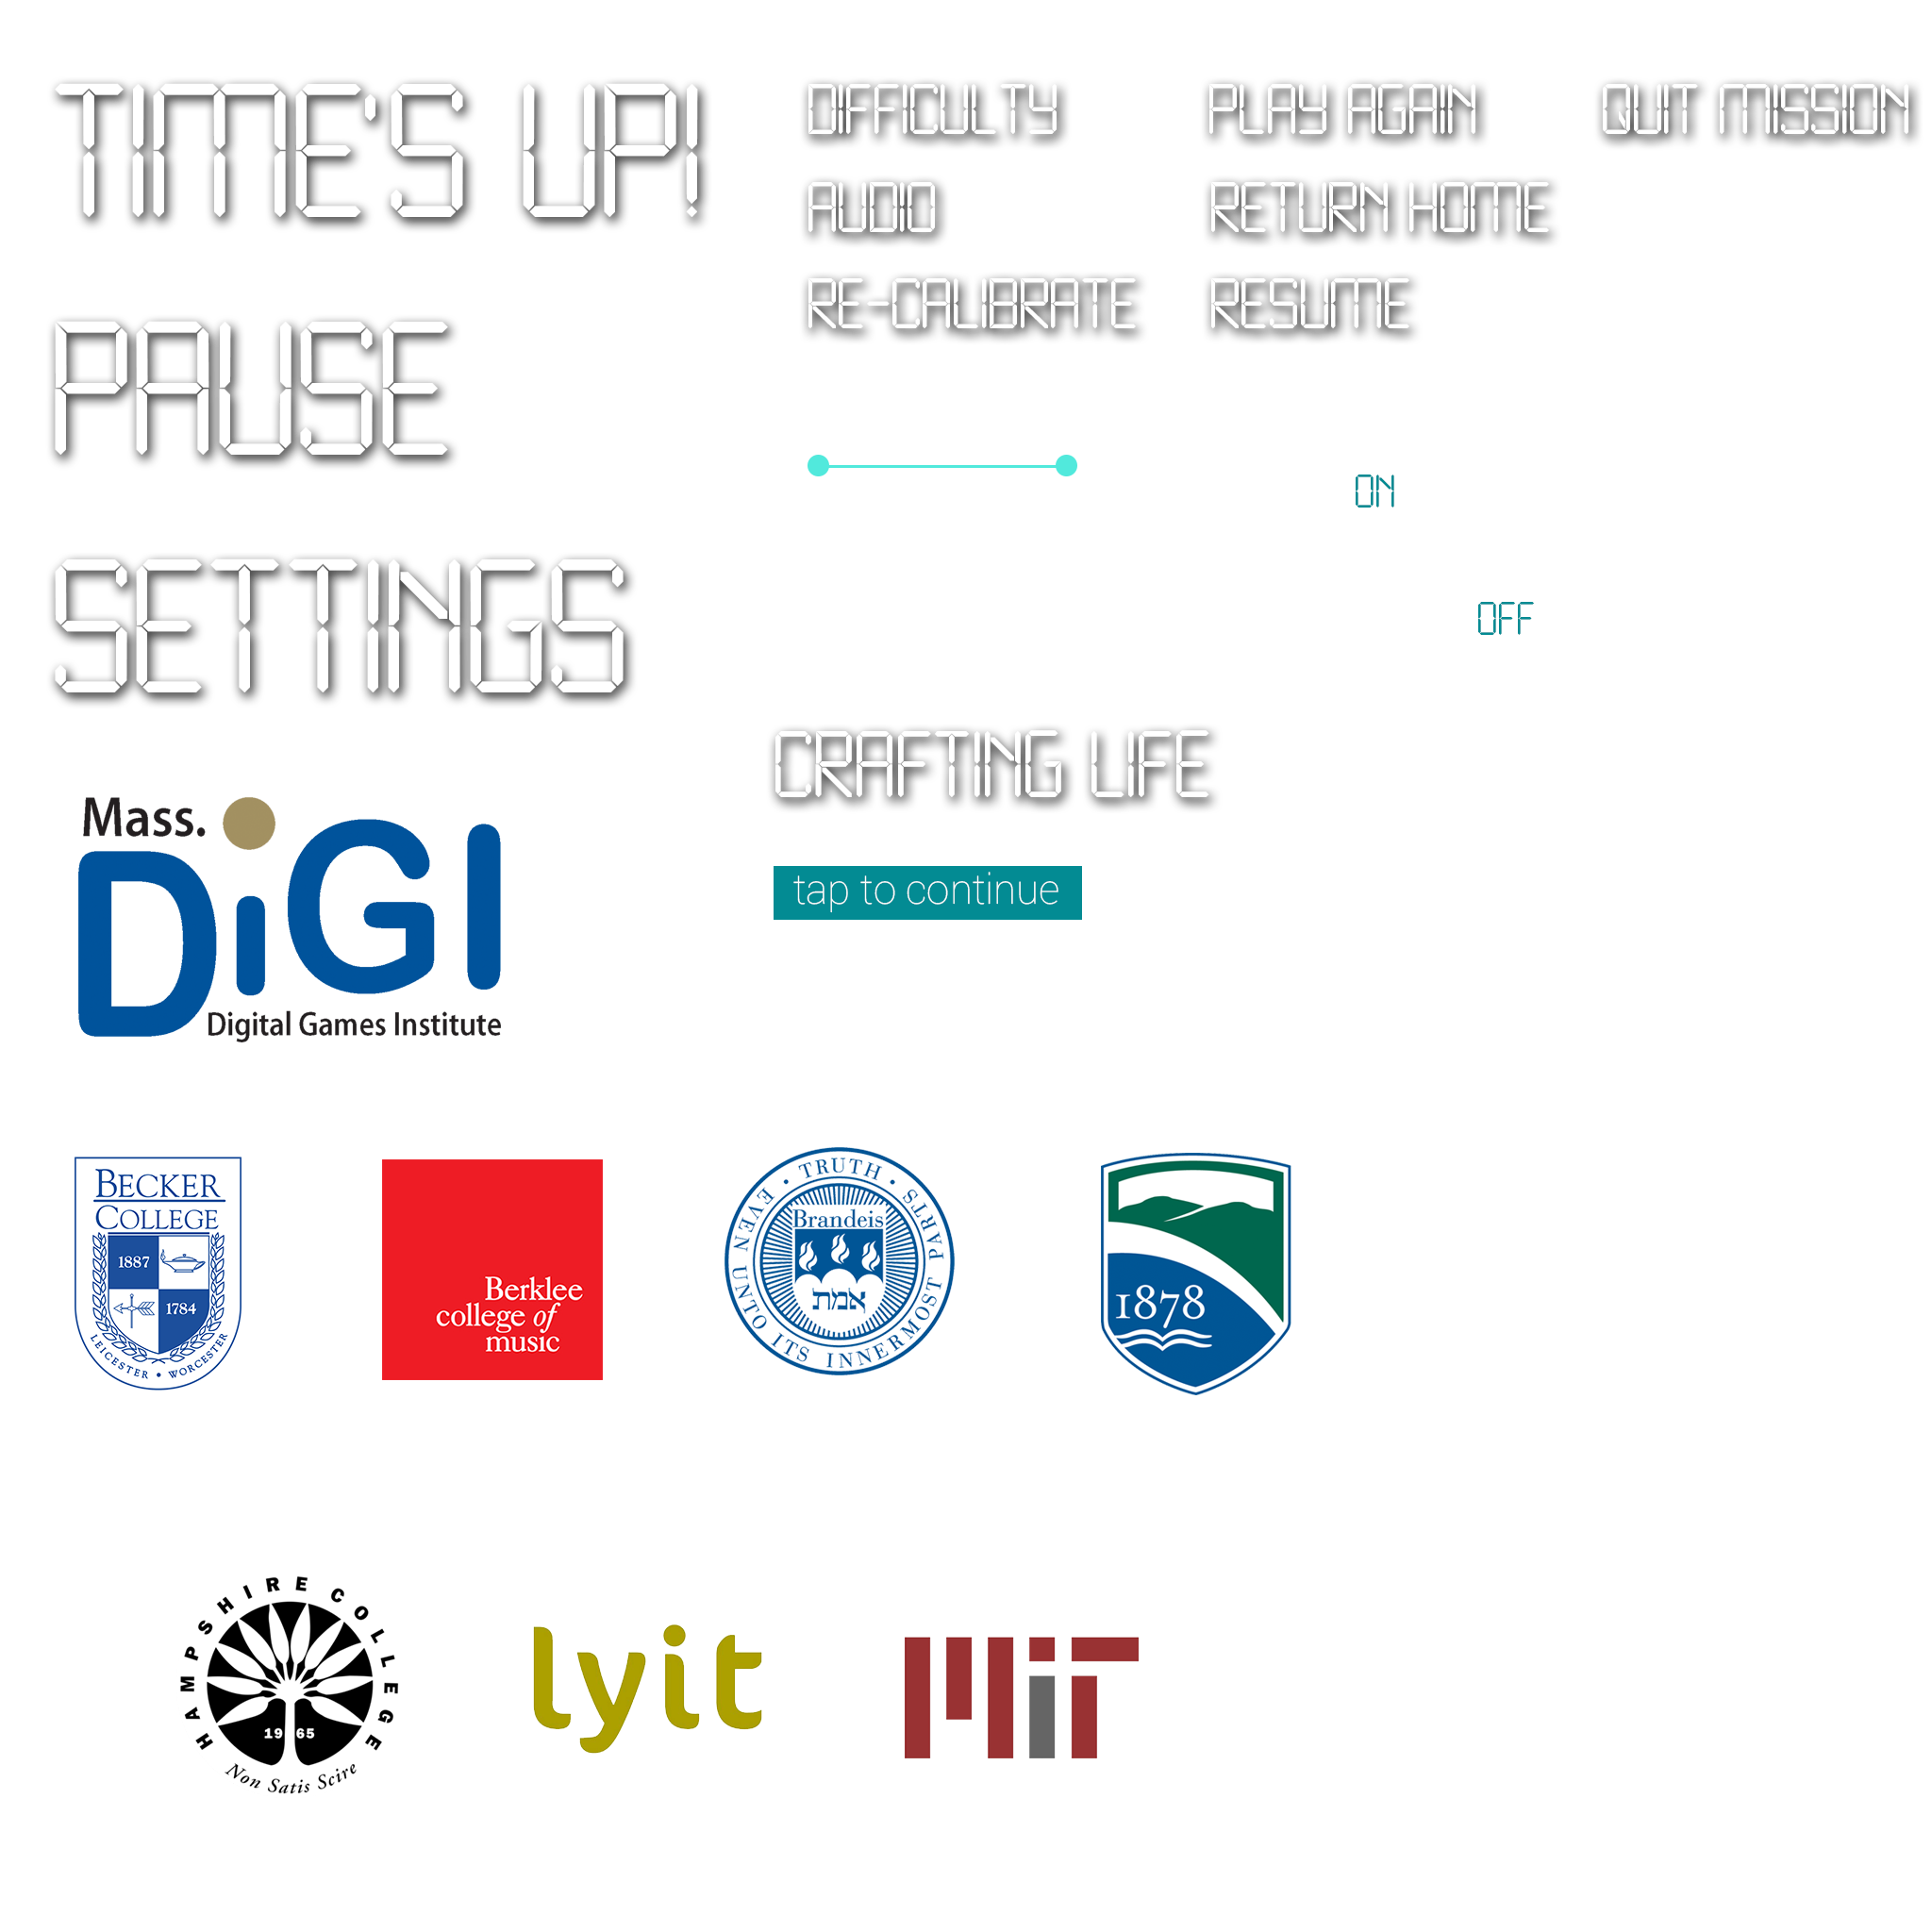 TIME'S UP!
DIFFICULTY
PLAY AGAIN
QUIT MISSION
AUDIO
RETURN HOME
RE-CALIBRATE
RESUME
PAUSE
ON
OFF
SETTINGS
CRAFTING LIFE
tap to continue
Mass.
DiGI
Digital Games Institute
BECKER
COLLEGE
1887
1784
LEICESTER • WORCESTER
Berklee
college of
music
• TRUTH • EVEN UNTO ITS INNERMOST PARTS
Brandeis
אמת
1878
HAMPSHIRE COLLEGE
19 65
Non Satis Scire
lyit
MiT